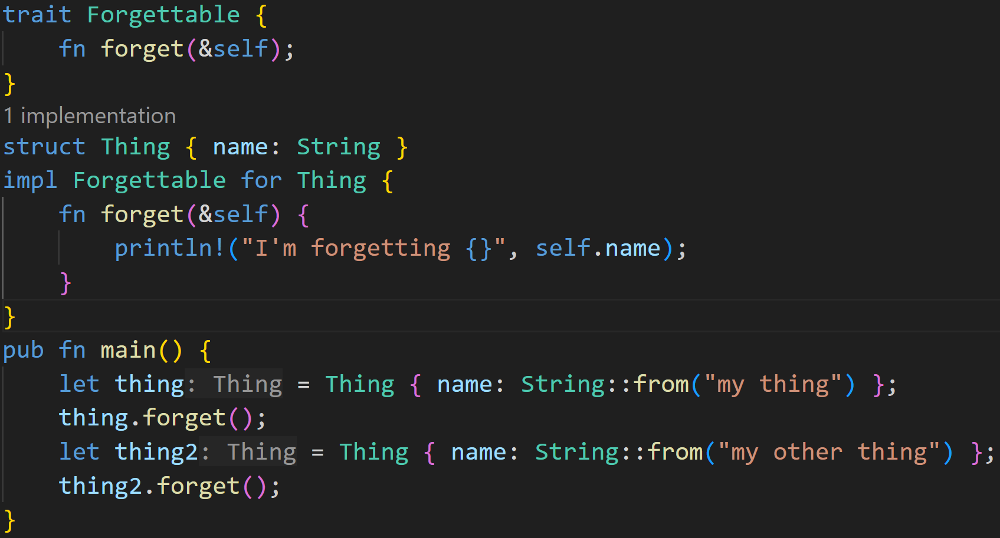 trait Forgettable {
    fn forget(&self);
}
1 implementation
struct Thing { name: String }
impl Forgettable for Thing {
    fn forget(&self) {
        println!("I'm forgetting {}", self.name);
    }
}
pub fn main() {
    let thing: Thing = Thing { name: String::from("my thing") };
    thing.forget();
    let thing2: Thing = Thing { name: String::from("my other thing") };
    thing2.forget();
}